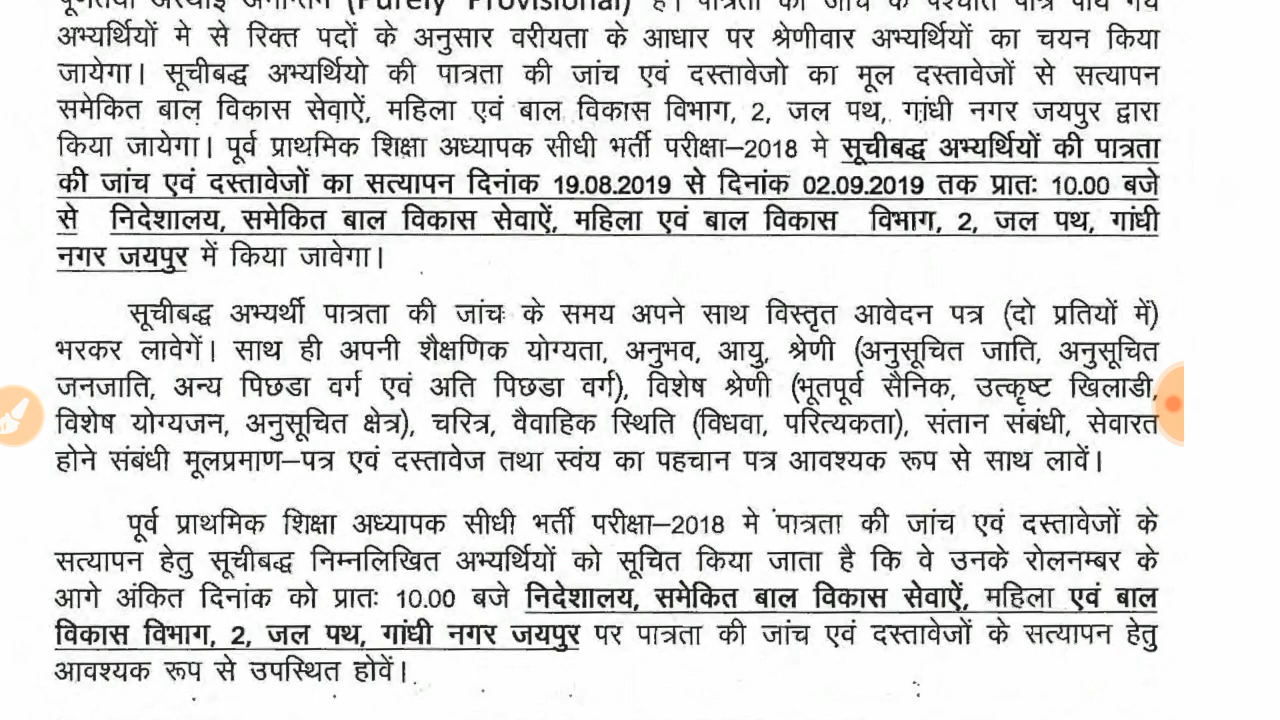 (Purely Provisional) है। पात्रता की जांच के पश्चात पात्र पाये गये
अभ्यर्थियों मे से रिक्त पदों के अनुसार वरीयता के आधार पर श्रेणीवार अभ्यर्थियों का चयन किया
जायेगा। सूचीबद्ध अभ्यर्थियो की पात्रता की जांच एवं दस्तावेजो का मूल दस्तावेजों से सत्यापन
समेकित बाल विकास सेवाऐं, महिला एवं बाल विकास विभाग, 2, जल पथ, गांधी नगर जयपुर द्वारा
किया जायेगा। पूर्व प्राथमिक शिक्षा अध्यापक सीधी भर्ती परीक्षा–2018 मे सूचीबद्ध अभ्यर्थियों की पात्रता
की जांच एवं दस्तावेजों का सत्यापन दिनांक 19.08.2019 से दिनांक 02.09.2019 तक प्रातः 10.00 बजे
से निदेशालय, समेकित बाल विकास सेवाऐं, महिला एवं बाल विकास विभाग, 2, जल पथ, गांधी
नगर जयपुर में किया जावेगा।
सूचीबद्ध अभ्यर्थी पात्रता की जांच के समय अपने साथ विस्तृत आवेदन पत्र (दो प्रतियों में)
भरकर लावेगें। साथ ही अपनी शैक्षणिक योग्यता, अनुभव, आयु, श्रेणी (अनुसूचित जाति, अनुसूचित
जनजाति, अन्य पिछडा वर्ग एवं अति पिछडा वर्ग), विशेष श्रेणी (भूतपूर्व सैनिक, उत्कृष्ट खिलाडी,
विशेष योग्यजन, अनुसूचित क्षेत्र), चरित्र, वैवाहिक स्थिति (विधवा, परित्यकता), संतान संबंधी, सेवारत
होने संबंधी मूलप्रमाण–पत्र एवं दस्तावेज तथा स्वंय का पहचान पत्र आवश्यक रूप से साथ लावें।
पूर्व प्राथमिक शिक्षा अध्यापक सीधी भर्ती परीक्षा–2018 मे पात्रता की जांच एवं दस्तावेजों के
सत्यापन हेतु सूचीबद्ध निम्नलिखित अभ्यर्थियों को सूचित किया जाता है कि वे उनके रोलनम्बर के
आगे अंकित दिनांक को प्रातः 10.00 बजे निदेशालय, समेकित बाल विकास सेवाऐं, महिला एवं बाल
विकास विभाग, 2, जल पथ, गांधी नगर जयपुर पर पात्रता की जांच एवं दस्तावेजों के सत्यापन हेतु
आवश्यक रूप से उपस्थित होवें।